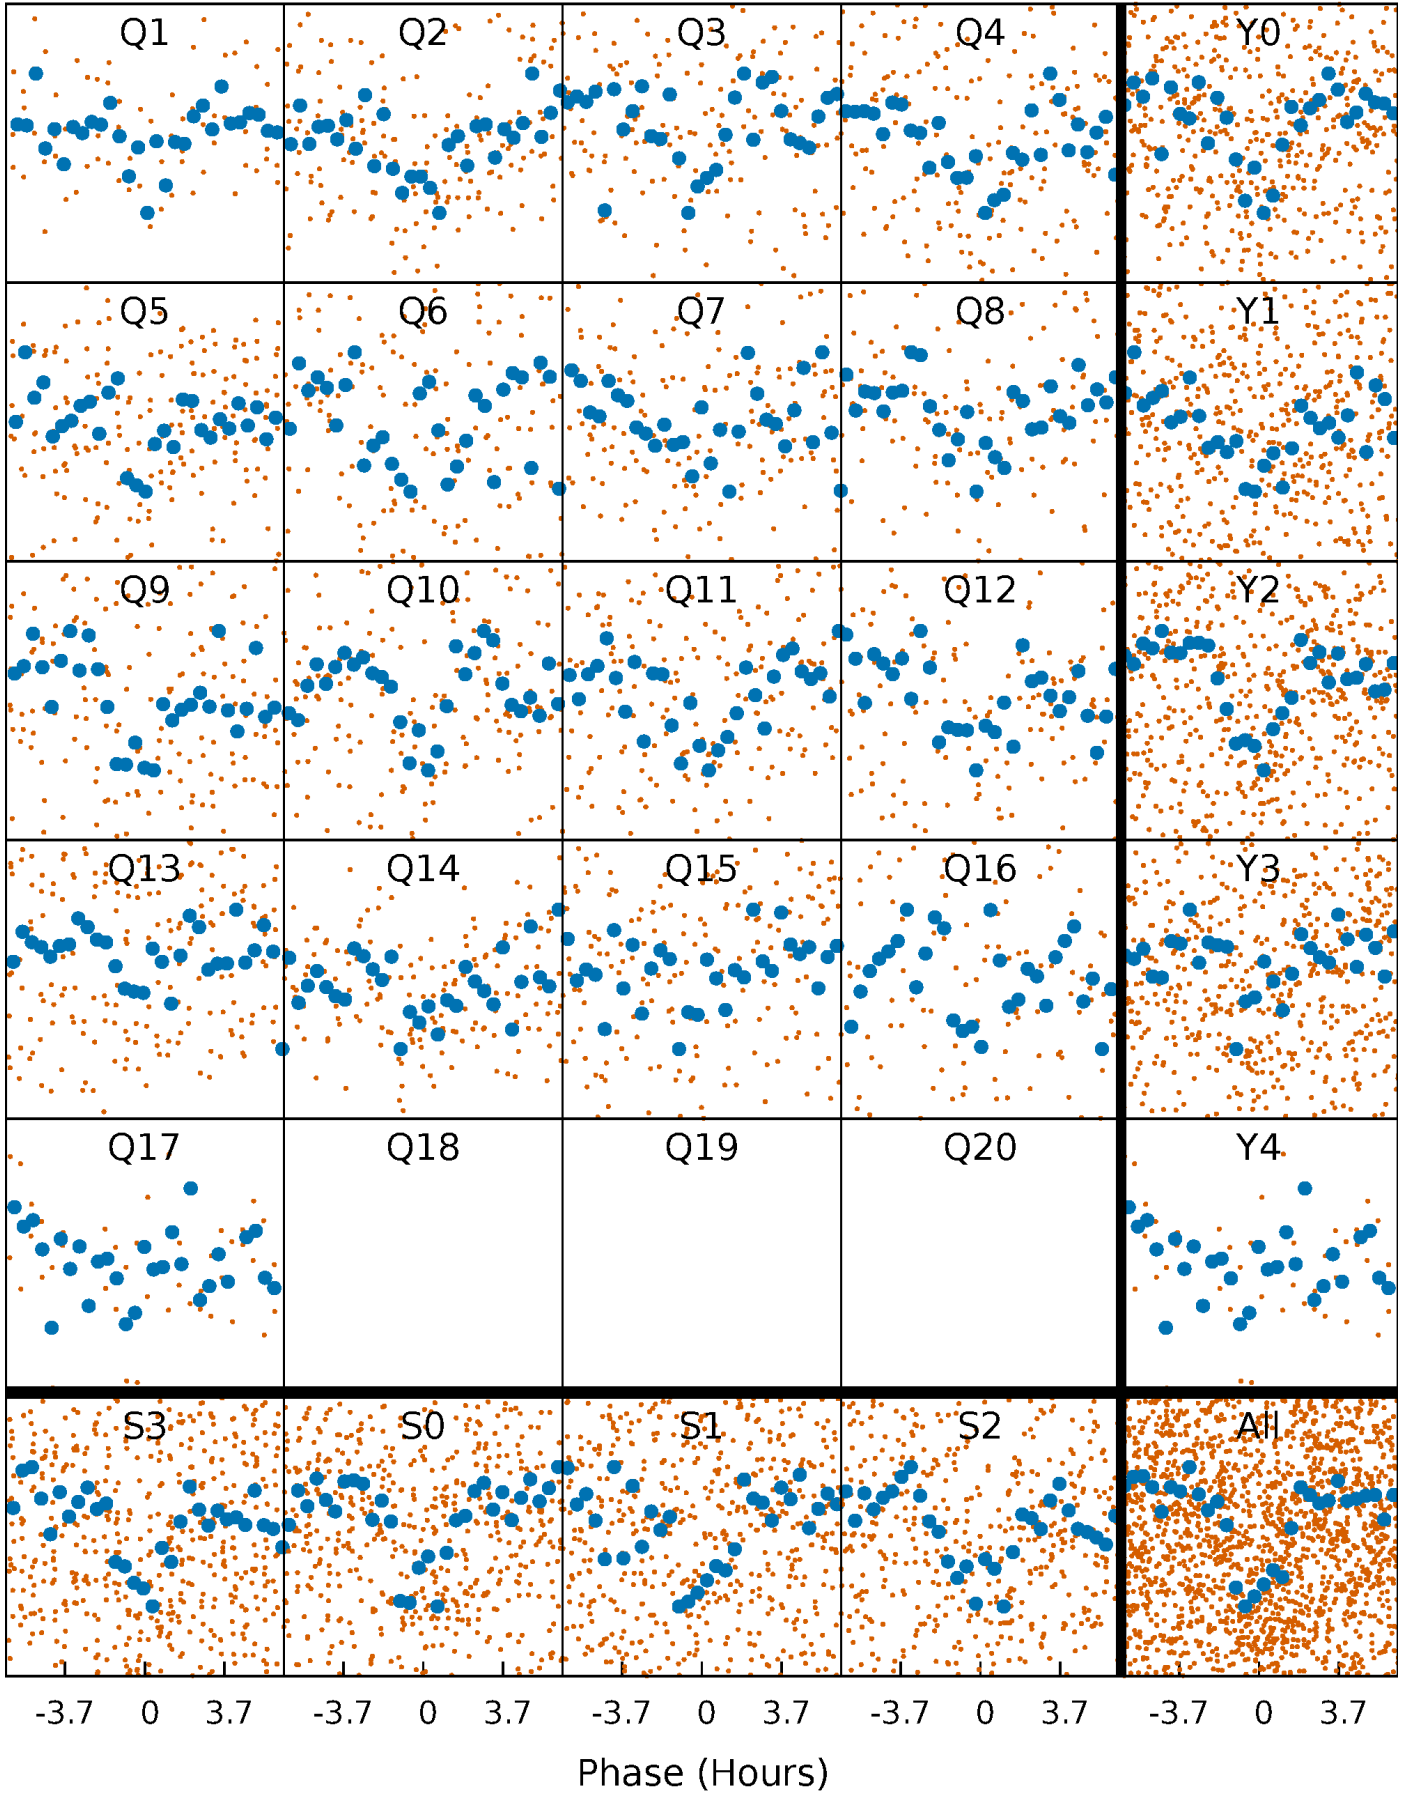 Q1 Q2 Q3 Q4 Y0
Q5 Q6 Q7 Q8 Y1
Q9 Q10 Q11 Q12 Y2
Q13 Q14 Q15 Q16 Y3
Q17 Q18 Q19 Q20 Y4
S3 S0 S1 S2 All
-3.7 0 3.7 -3.7 0 3.7 -3.7 0 3.7 -3.7 0 3.7 -3.7 0 3.7
Phase (Hours)